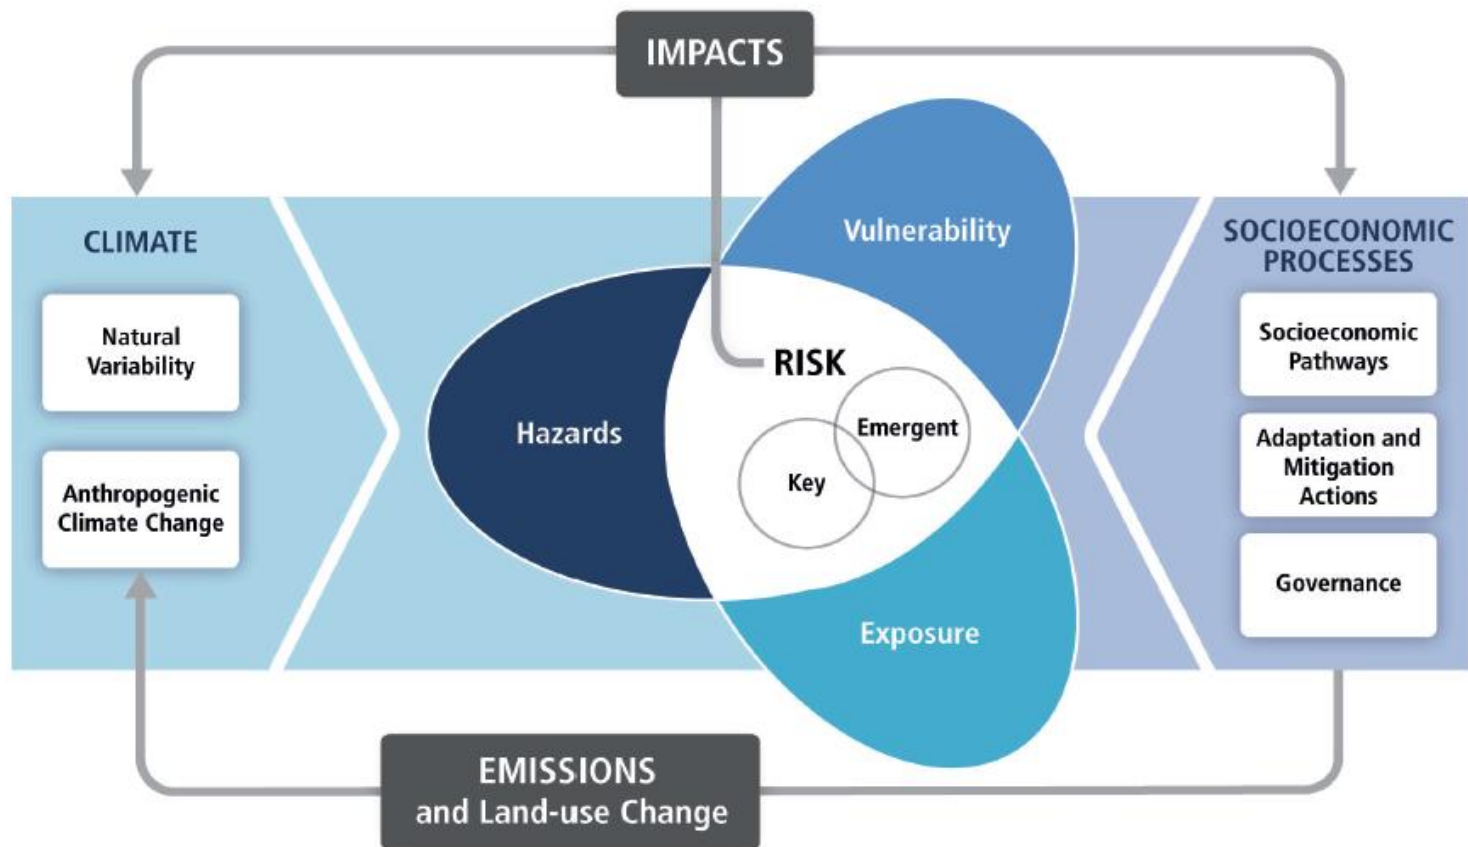 IMPACTS
CLIMATE
Natural
Variability
Anthropogenic
Climate Change
Vulnerability
Hazards
RISK
Emergent
Key
Exposure
SOCIOECONOMIC
PROCESSES
Socioeconomic
Pathways
Adaptation and
Mitigation
Actions
Governance
EMISSIONS
and Land-use Change